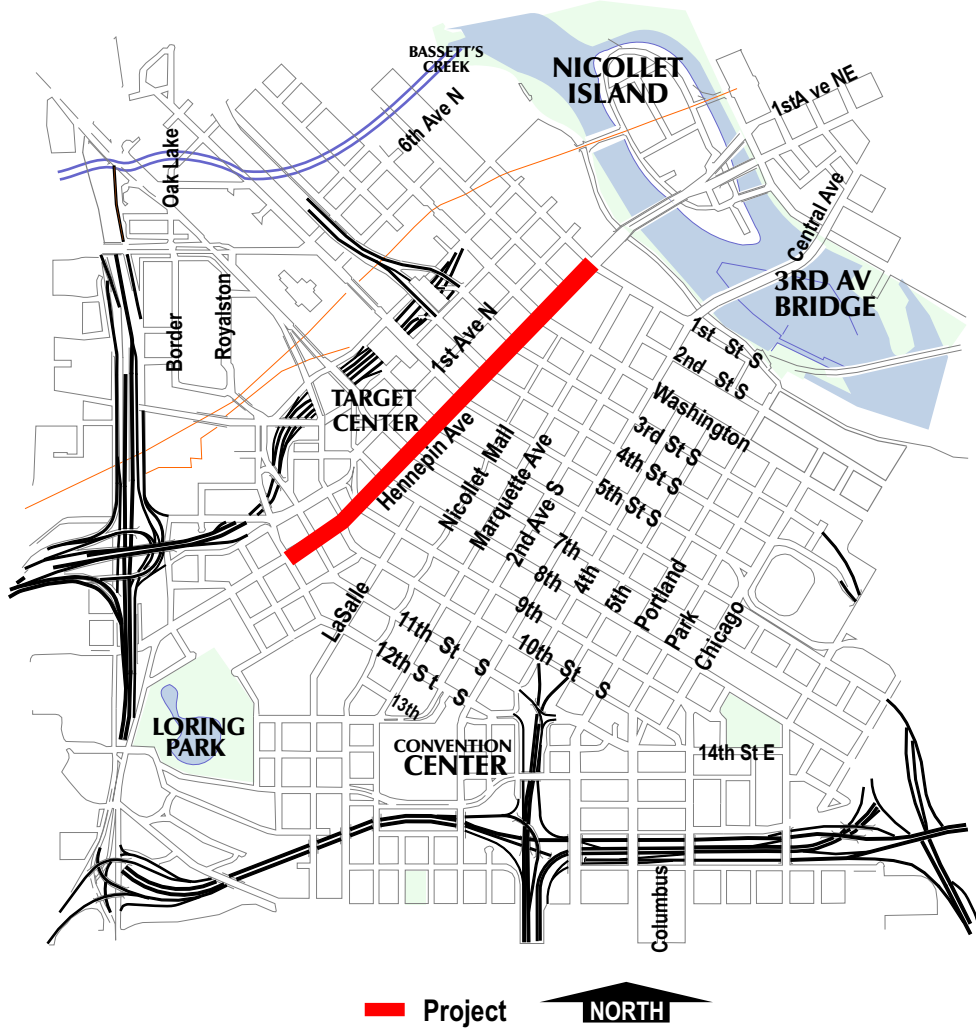 BASSETT'S
CREEK
NICOLLET
ISLAND
1stA ve NE
6th Ave N
Oak Lake
Central Ave
3RD AV
BRIDGE
Royalston
Border
1st Ave N
1st St S
2nd St S
Washington
TARGET
CENTER
3rd St S
4th St S
5th St S
Hennepin Ave
Nicollet Mall
Marquette Ave
2nd Ave S
7th
8th
4th
5th
9th
Portland
Park
Chicago
LaSalle
11th St S
10th St S
12th S t S
13th
LORING
PARK
CONVENTION
CENTER
14th St E
Columbus
Project
NORTH